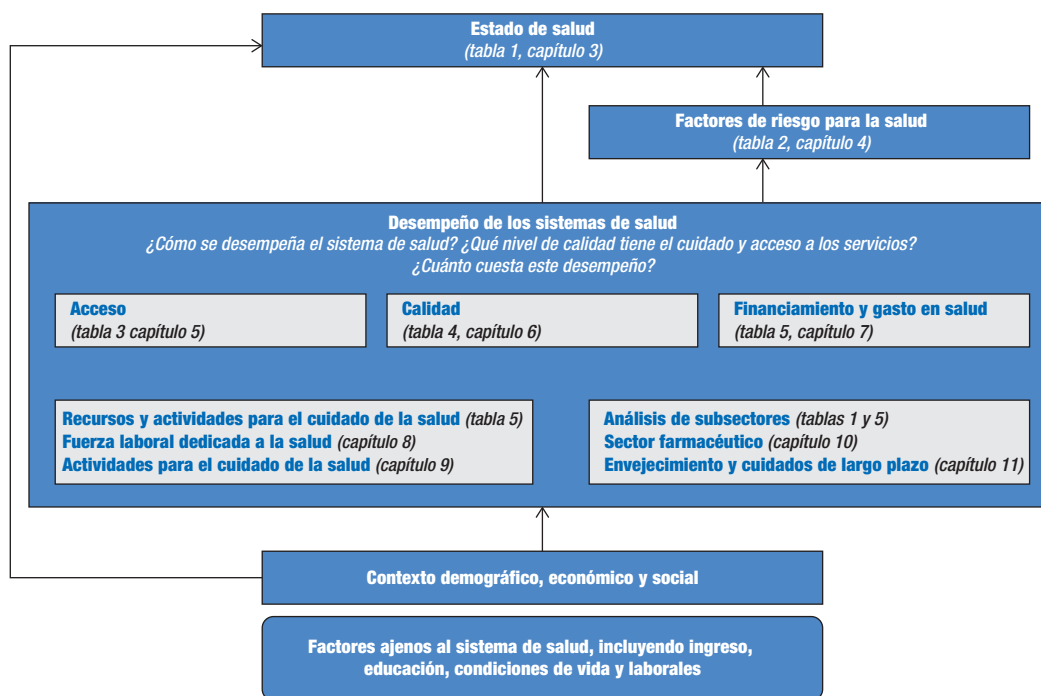 Estado de salud
(tabla 1, capítulo 3)
Factores de riesgo para la salud
(tabla 2, capítulo 4)
Desempeño de los sistemas de salud
¿Cómo se desempeña el sistema de salud? ¿Qué nivel de calidad tiene el cuidado y acceso a los servicios?
¿Cuánto cuesta este desempeño?
Acceso
(tabla 3 capítulo 5)
Calidad
(tabla 4, capítulo 6)
Financiamiento y gasto en salud
(tabla 5, capítulo 7)
Recursos y actividades para el cuidado de la salud (tabla 5)
Fuerza laboral dedicada a la salud (capítulo 8)
Actividades para el cuidado de la salud (capítulo 9)
Análisis de subsectores (tablas 1 y 5)
Sector farmacéutico (capítulo 10)
Envejecimiento y cuidados de largo plazo (capítulo 11)
Contexto demográfico, económico y social
Factores ajenos al sistema de salud, incluyendo ingreso,
educación, condiciones de vida y laborales